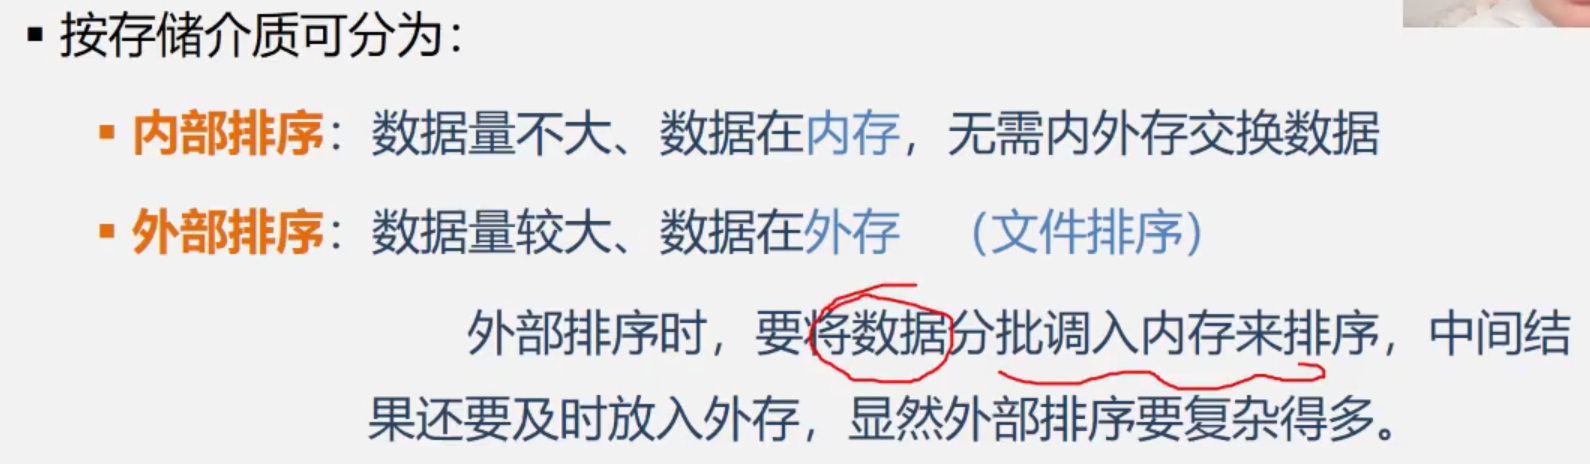 ▪ 按存储介质可分为：
▪ 内部排序：数据量不大、数据在内存，无需内外存交换数据
▪ 外部排序：数据量较大、数据在外存 （文件排序）
外部排序时，要将数据分批调入内存来排序，中间结
果还要及时放入外存，显然外部排序要复杂得多。